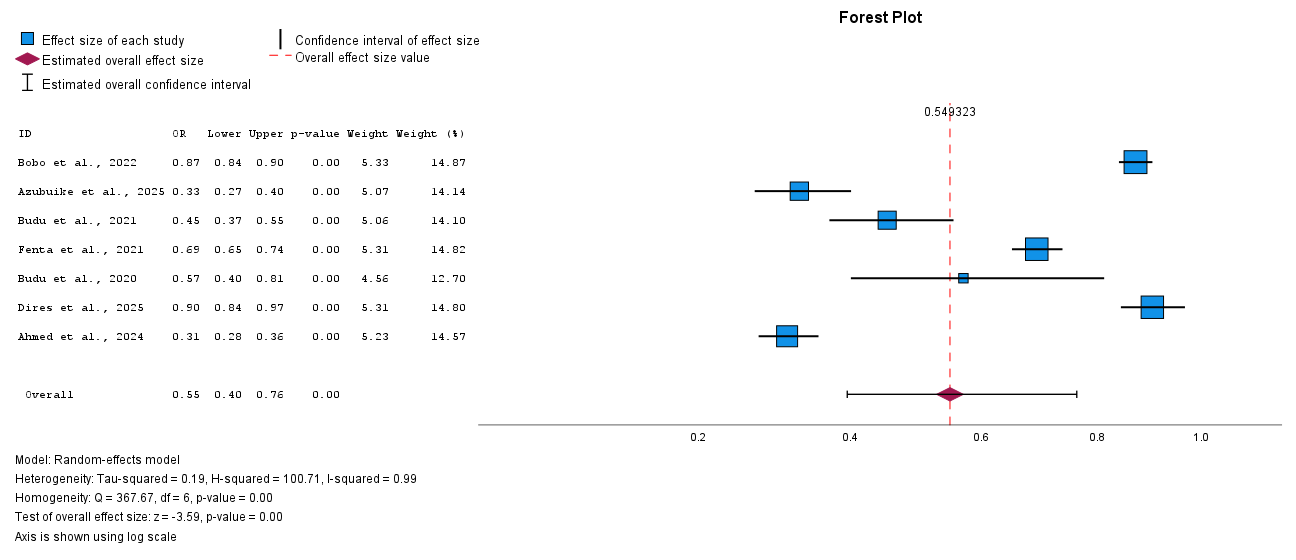 Forest Plot
Effect size of each study
Confidence interval of effect size
Estimated overall effect size
Overall effect size value
Estimated overall confidence interval
0.549323
ID OR Lower Upper p-value Weight Weight (%)
Bobo et al., 2022 0.87 0.84 0.90 0.00 5.33 14.87
Azubuike et al., 2025 0.33 0.27 0.40 0.00 5.07 14.14
Budu et al., 2021 0.45 0.37 0.55 0.00 5.06 14.10
Fenta et al., 2021 0.69 0.65 0.74 0.00 5.31 14.82
Budu et al., 2020 0.57 0.40 0.81 0.00 4.56 12.70
Dires et al., 2025 0.90 0.84 0.97 0.00 5.31 14.80
Ahmed et al., 2024 0.31 0.28 0.36 0.00 5.23 14.57
Overall 0.55 0.40 0.76 0.00
0.2 0.4 0.6 0.8 1.0
Model: Random-effects model
Heterogeneity: Tau-squared = 0.19, H-squared = 100.71, I-squared = 0.99
Homogeneity: Q = 367.67, df = 6, p-value = 0.00
Test of overall effect size: z = -3.59, p-value = 0.00
Axis is shown using log scale